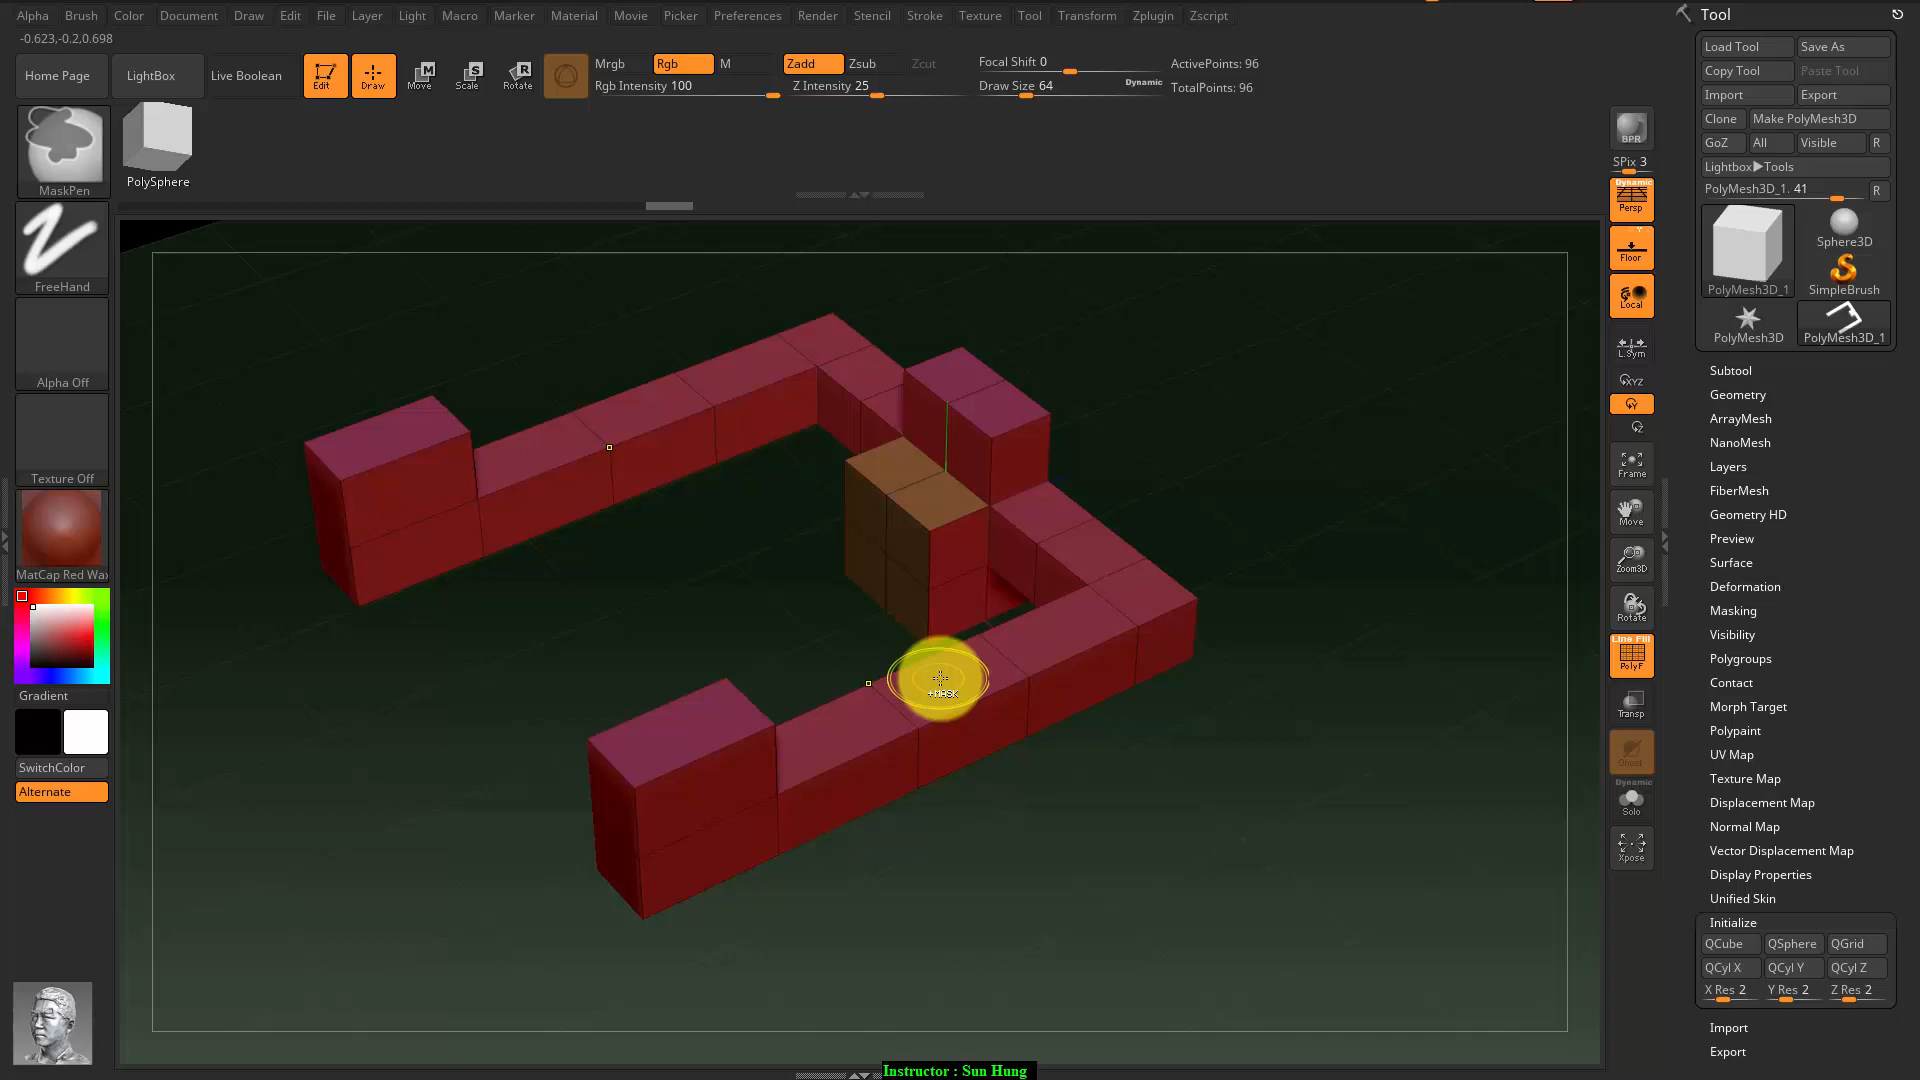 Alpha Brush Color Document Draw Edit File Layer Light Macro Marker Material Movie Picker Preferences Render Stencil Stroke Texture Tool Transform Zplugin Zscript
-0.623,-0.2,0.698
Home Page LightBox Live Boolean Edit Draw Move Scale Rotate
Mrgb Rgb M Zadd Zsub Zcut
Rgb Intensity 100 Z Intensity 25
Focal Shift 0
Draw Size 64 Dynamic
ActivePoints: 96
TotalPoints: 96
MaskPen
PolySphere
FreeHand
Alpha Off
Texture Off
MatCap Red Wax
Gradient
SwitchColor
Alternate
+MASK
Instructor : Sun Hung
BPR
SPix 3
Dynamic
Persp
Floor
Local
L.Sym
Frame
Move
Zoom3D
Rotate
Line Fill
PolyF
Transp
Ghost
Dynamic
Solo
Xpose
Tool
Load Tool Save As
Copy Tool Paste Tool
Import Export
Clone Make PolyMesh3D
GoZ All Visible R
Lightbox▶Tools
PolyMesh3D_1. 41 R
PolyMesh3D_1
Sphere3D
SimpleBrush
PolyMesh3D
PolyMesh3D_1
Subtool
Geometry
ArrayMesh
NanoMesh
Layers
FiberMesh
Geometry HD
Preview
Surface
Deformation
Masking
Visibility
Polygroups
Contact
Morph Target
Polypaint
UV Map
Texture Map
Displacement Map
Normal Map
Vector Displacement Map
Display Properties
Unified Skin
Initialize
QCube QSphere QGrid
QCyl X QCyl Y QCyl Z
X Res 2 Y Res 2 Z Res 2
Import
Export